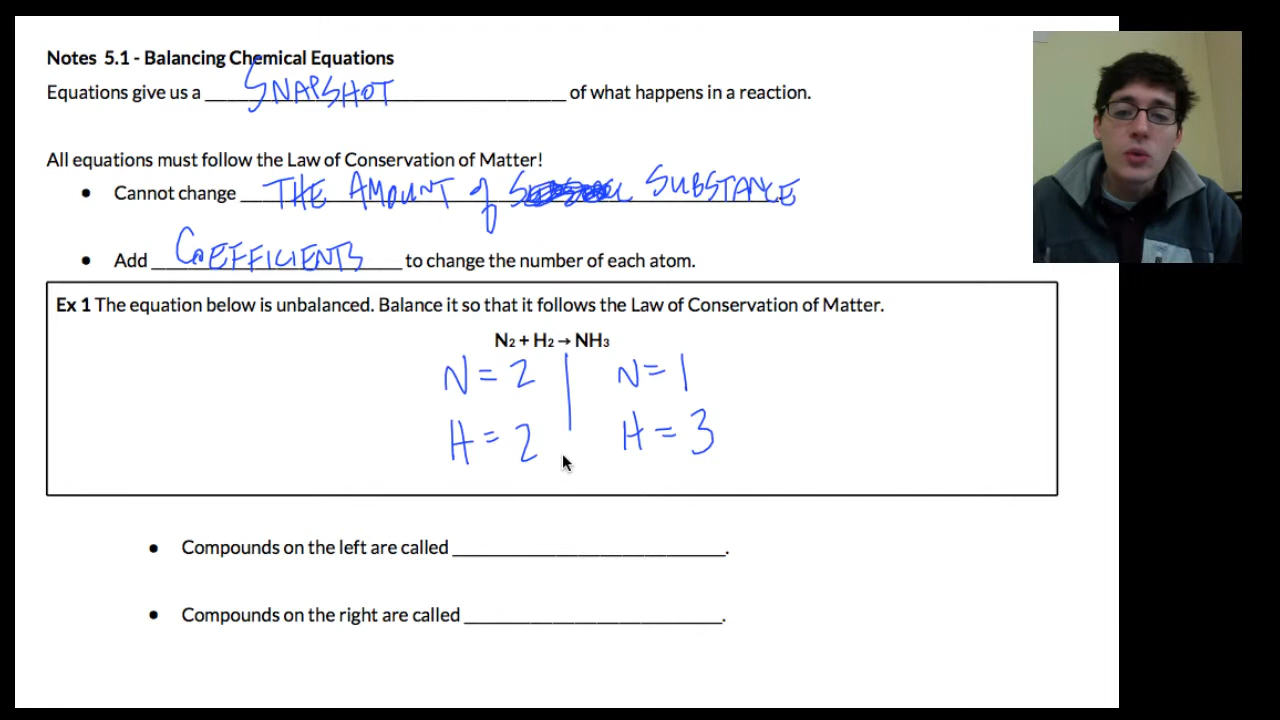 Notes 5.1 - Balancing Chemical Equations
Equations give us a SNAPSHOT of what happens in a reaction.
All equations must follow the Law of Conservation of Matter!
• Cannot change THE AMOUNT of SUBSTANCE
• Add COEFFICIENTS to change the number of each atom.
Ex 1 The equation below is unbalanced. Balance it so that it follows the Law of Conservation of Matter.
N₂ + H₂ → NH₃
N = 2 | N = 1
H = 2 H = 3
• Compounds on the left are called ____________________.
• Compounds on the right are called ____________________.